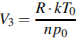 V₃ = R · kT₀ / np₀